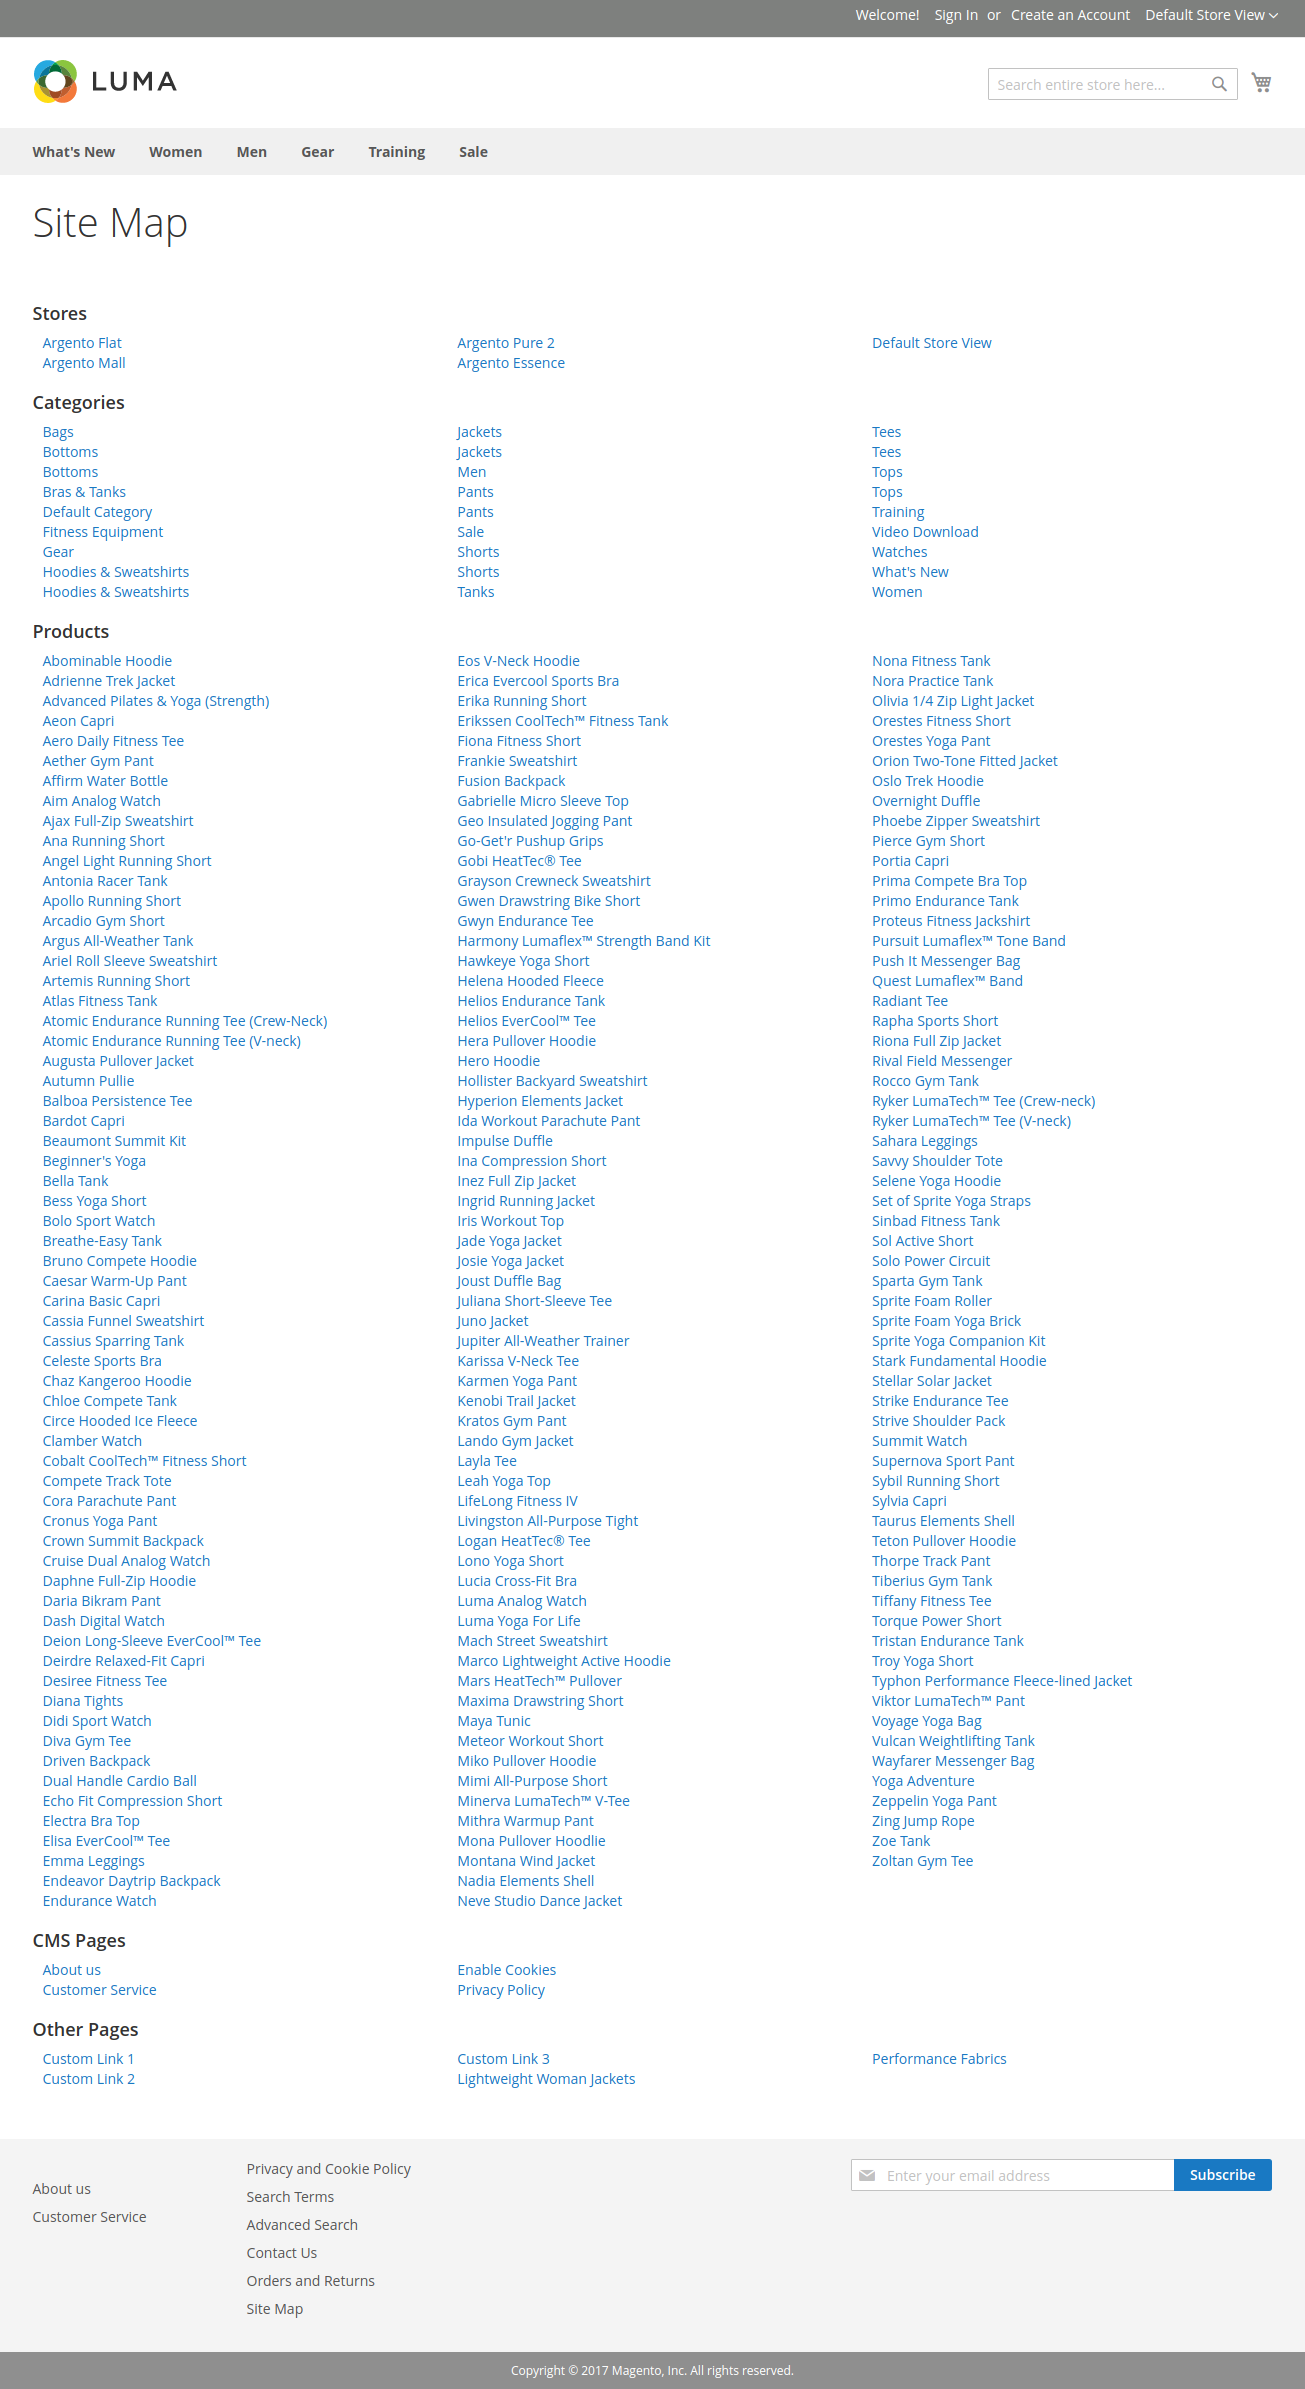 Welcome! Sign In or Create an Account Default Store View
LUMA
Search entire store here...
What's New Women Men Gear Training Sale
Site Map
Stores
Argento Flat
Argento Mall
Argento Pure 2
Argento Essence
Default Store View
Categories
Bags
Bottoms
Bottoms
Bras & Tanks
Default Category
Fitness Equipment
Gear
Hoodies & Sweatshirts
Hoodies & Sweatshirts
Jackets
Jackets
Men
Pants
Pants
Sale
Shorts
Shorts
Tanks
Tees
Tees
Tops
Tops
Training
Video Download
Watches
What's New
Women
Products
Abominable Hoodie
Adrienne Trek Jacket
Advanced Pilates & Yoga (Strength)
Aeon Capri
Aero Daily Fitness Tee
Aether Gym Pant
Affirm Water Bottle
Aim Analog Watch
Ajax Full-Zip Sweatshirt
Ana Running Short
Angel Light Running Short
Antonia Racer Tank
Apollo Running Short
Arcadio Gym Short
Argus All-Weather Tank
Ariel Roll Sleeve Sweatshirt
Artemis Running Short
Atlas Fitness Tank
Atomic Endurance Running Tee (Crew-Neck)
Atomic Endurance Running Tee (V-neck)
Augusta Pullover Jacket
Autumn Pullie
Balboa Persistence Tee
Bardot Capri
Beaumont Summit Kit
Beginner's Yoga
Bella Tank
Bess Yoga Short
Bolo Sport Watch
Breathe-Easy Tank
Bruno Compete Hoodie
Caesar Warm-Up Pant
Carina Basic Capri
Cassia Funnel Sweatshirt
Cassius Sparring Tank
Celeste Sports Bra
Chaz Kangeroo Hoodie
Chloe Compete Tank
Circe Hooded Ice Fleece
Clamber Watch
Cobalt CoolTech™ Fitness Short
Compete Track Tote
Cora Parachute Pant
Cronus Yoga Pant
Crown Summit Backpack
Cruise Dual Analog Watch
Daphne Full-Zip Hoodie
Daria Bikram Pant
Dash Digital Watch
Deion Long-Sleeve EverCool™ Tee
Deirdre Relaxed-Fit Capri
Desiree Fitness Tee
Diana Tights
Didi Sport Watch
Diva Gym Tee
Driven Backpack
Dual Handle Cardio Ball
Echo Fit Compression Short
Electra Bra Top
Elisa EverCool™ Tee
Emma Leggings
Endeavor Daytrip Backpack
Endurance Watch
Eos V-Neck Hoodie
Erica Evercool Sports Bra
Erika Running Short
Erikssen CoolTech™ Fitness Tank
Fiona Fitness Short
Frankie Sweatshirt
Fusion Backpack
Gabrielle Micro Sleeve Top
Geo Insulated Jogging Pant
Go-Get'r Pushup Grips
Gobi HeatTec® Tee
Grayson Crewneck Sweatshirt
Gwen Drawstring Bike Short
Gwyn Endurance Tee
Harmony Lumaflex™ Strength Band Kit
Hawkeye Yoga Short
Helena Hooded Fleece
Helios Endurance Tank
Helios EverCool™ Tee
Hera Pullover Hoodie
Hero Hoodie
Hollister Backyard Sweatshirt
Hyperion Elements Jacket
Ida Workout Parachute Pant
Impulse Duffle
Ina Compression Short
Inez Full Zip Jacket
Ingrid Running Jacket
Iris Workout Top
Jade Yoga Jacket
Josie Yoga Jacket
Joust Duffle Bag
Juliana Short-Sleeve Tee
Juno Jacket
Jupiter All-Weather Trainer
Karissa V-Neck Tee
Karmen Yoga Pant
Kenobi Trail Jacket
Kratos Gym Pant
Lando Gym Jacket
Layla Tee
Leah Yoga Top
LifeLong Fitness IV
Livingston All-Purpose Tight
Logan HeatTec® Tee
Lono Yoga Short
Lucia Cross-Fit Bra
Luma Analog Watch
Luma Yoga For Life
Mach Street Sweatshirt
Marco Lightweight Active Hoodie
Mars HeatTech™ Pullover
Maxima Drawstring Short
Maya Tunic
Meteor Workout Short
Miko Pullover Hoodie
Mimi All-Purpose Short
Minerva LumaTech™ V-Tee
Mithra Warmup Pant
Mona Pullover Hoodlie
Montana Wind Jacket
Nadia Elements Shell
Neve Studio Dance Jacket
Nona Fitness Tank
Nora Practice Tank
Olivia 1/4 Zip Light Jacket
Orestes Fitness Short
Orestes Yoga Pant
Orion Two-Tone Fitted Jacket
Oslo Trek Hoodie
Overnight Duffle
Phoebe Zipper Sweatshirt
Pierce Gym Short
Portia Capri
Prima Compete Bra Top
Primo Endurance Tank
Proteus Fitness Jackshirt
Pursuit Lumaflex™ Tone Band
Push It Messenger Bag
Quest Lumaflex™ Band
Radiant Tee
Rapha Sports Short
Riona Full Zip Jacket
Rival Field Messenger
Rocco Gym Tank
Ryker LumaTech™ Tee (Crew-neck)
Ryker LumaTech™ Tee (V-neck)
Sahara Leggings
Savvy Shoulder Tote
Selene Yoga Hoodie
Set of Sprite Yoga Straps
Sinbad Fitness Tank
Sol Active Short
Solo Power Circuit
Sparta Gym Tank
Sprite Foam Roller
Sprite Foam Yoga Brick
Sprite Yoga Companion Kit
Stark Fundamental Hoodie
Stellar Solar Jacket
Strike Endurance Tee
Strive Shoulder Pack
Summit Watch
Supernova Sport Pant
Sybil Running Short
Sylvia Capri
Taurus Elements Shell
Teton Pullover Hoodie
Thorpe Track Pant
Tiberius Gym Tank
Tiffany Fitness Tee
Torque Power Short
Tristan Endurance Tank
Troy Yoga Short
Typhon Performance Fleece-lined Jacket
Viktor LumaTech™ Pant
Voyage Yoga Bag
Vulcan Weightlifting Tank
Wayfarer Messenger Bag
Yoga Adventure
Zeppelin Yoga Pant
Zing Jump Rope
Zoe Tank
Zoltan Gym Tee
CMS Pages
About us
Customer Service
Enable Cookies
Privacy Policy
Other Pages
Custom Link 1
Custom Link 2
Custom Link 3
Lightweight Woman Jackets
Performance Fabrics
About us
Customer Service
Privacy and Cookie Policy
Search Terms
Advanced Search
Contact Us
Orders and Returns
Site Map
Enter your email address
Subscribe
Copyright © 2017 Magento, Inc. All rights reserved.